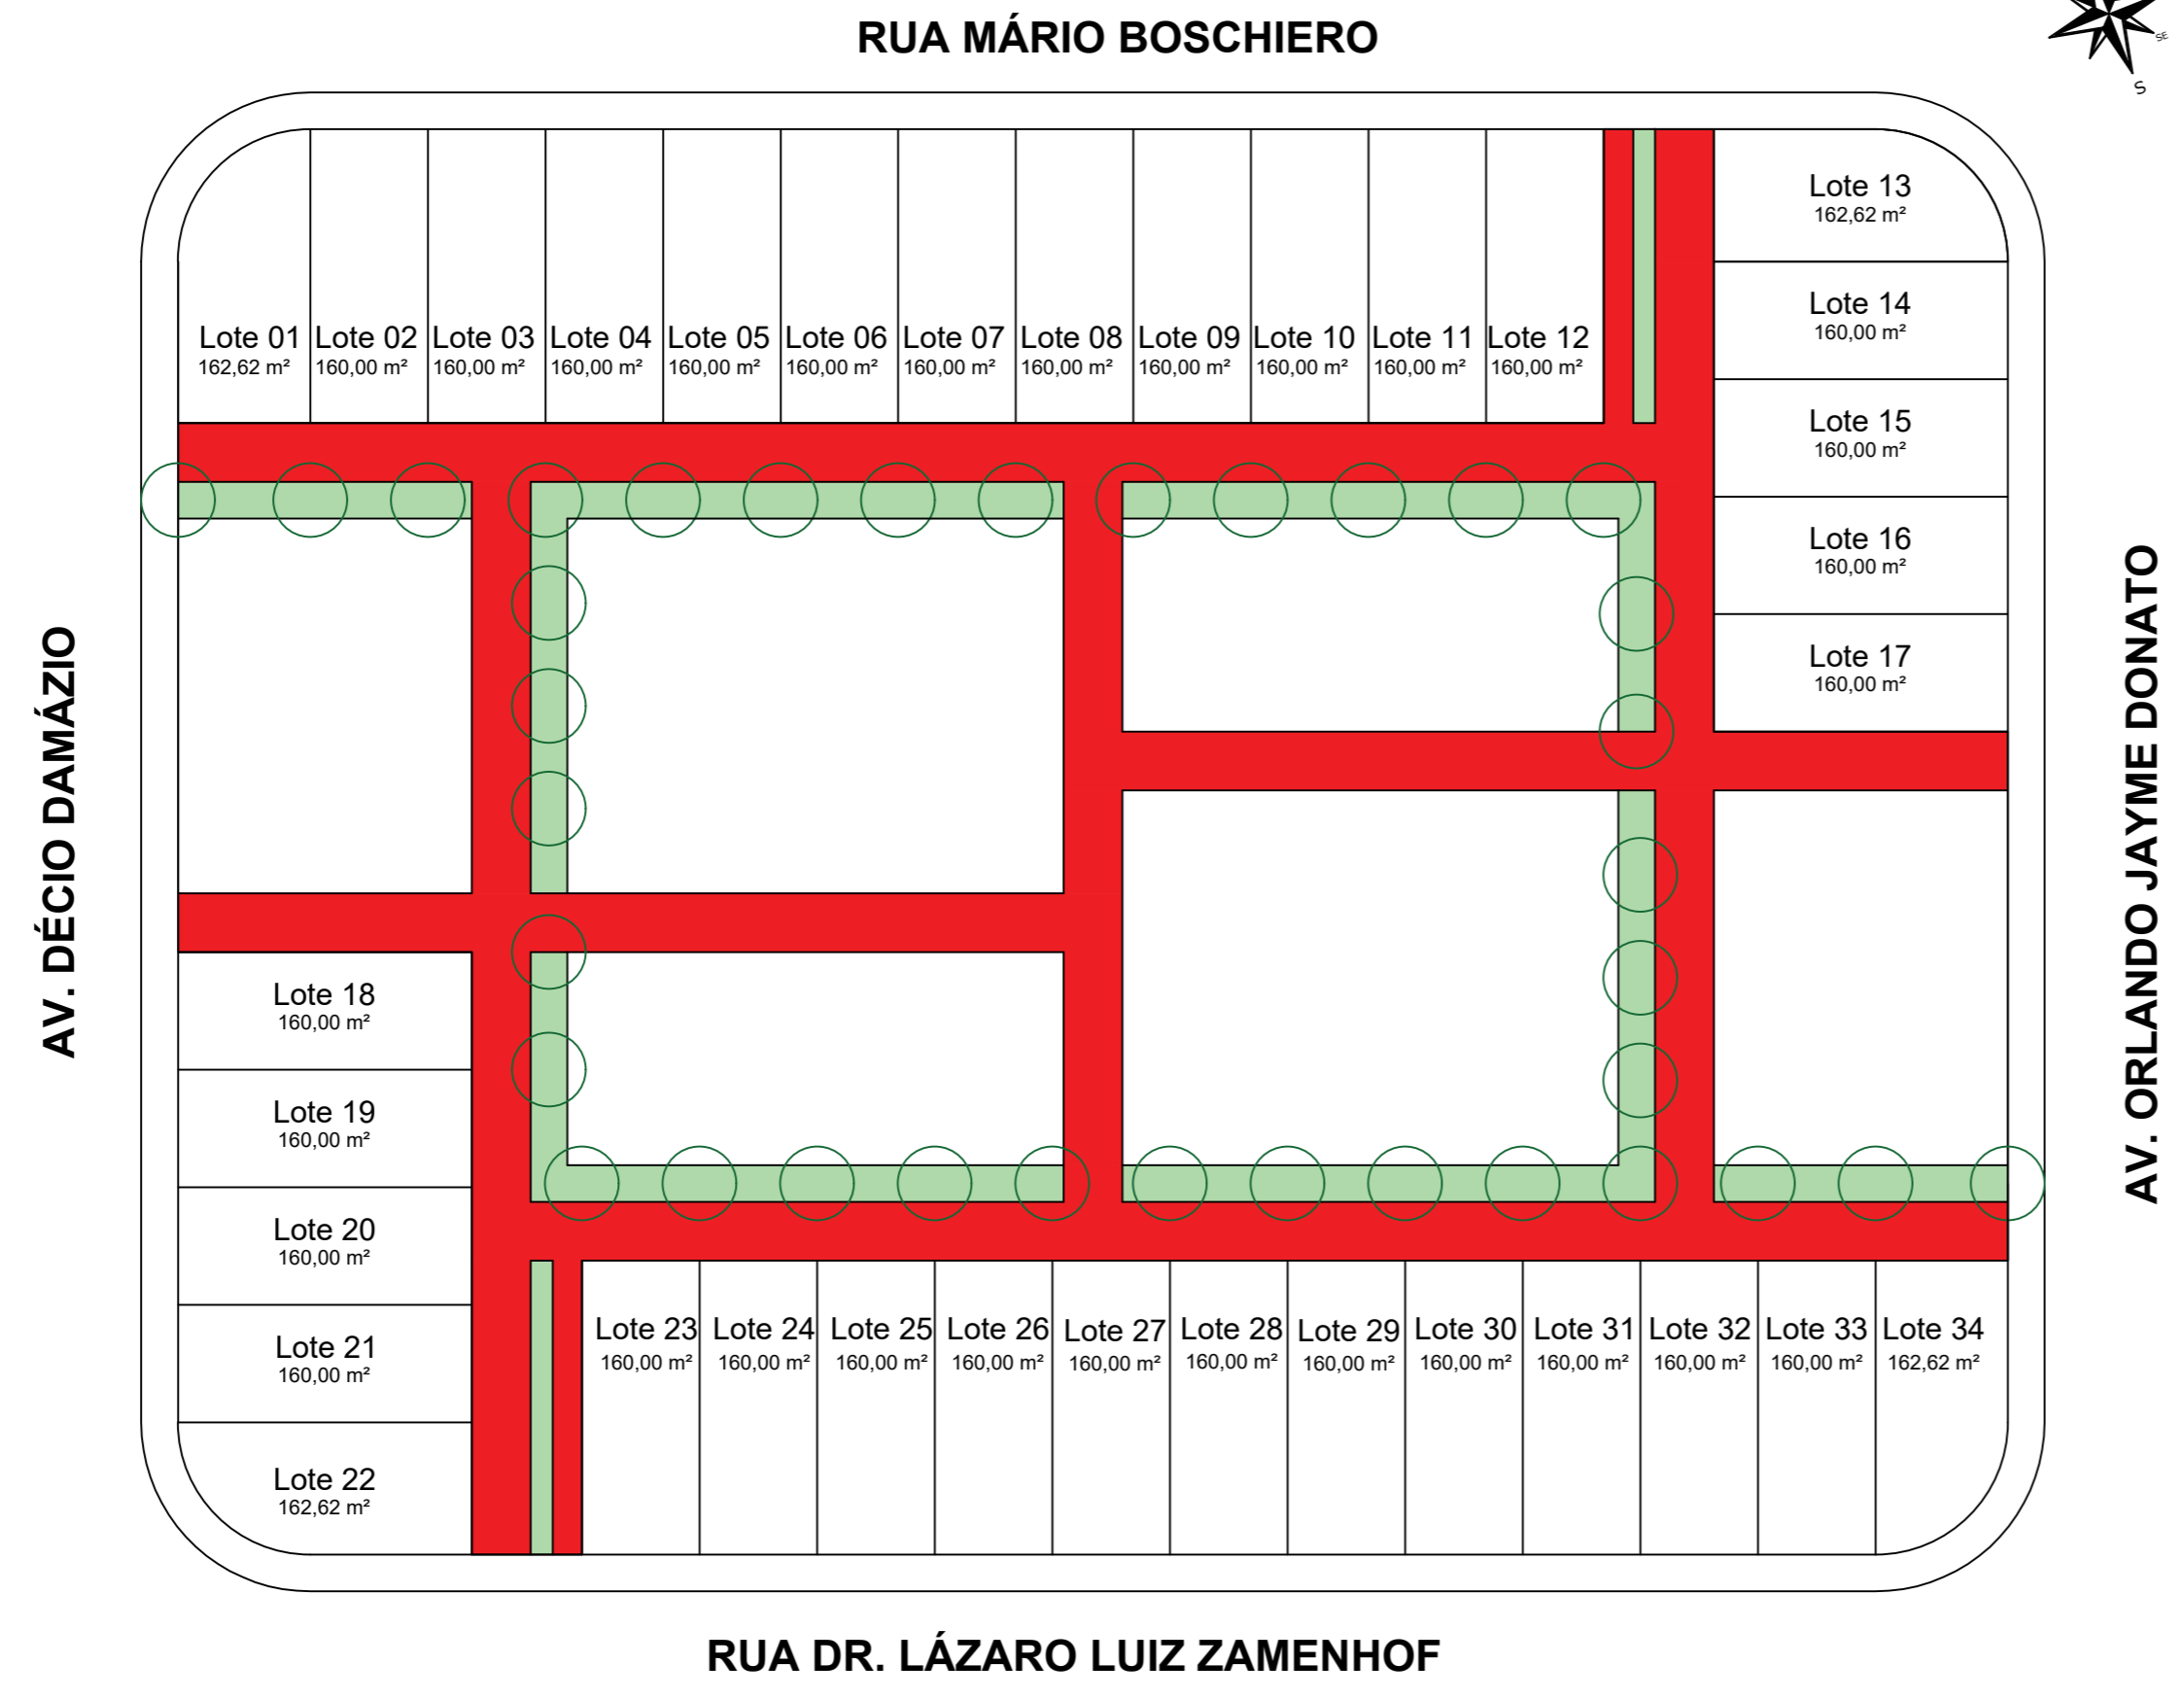 RUA MÁRIO BOSCHIERO
SE
S
Lote 13
162,62 m²
Lote 14
160,00 m²
Lote 01 Lote 02 Lote 03 Lote 04 Lote 05 Lote 06 Lote 07 Lote 08 Lote 09 Lote 10 Lote 11 Lote 12
162,62 m² 160,00 m² 160,00 m² 160,00 m² 160,00 m² 160,00 m² 160,00 m² 160,00 m² 160,00 m² 160,00 m² 160,00 m² 160,00 m²
Lote 15
160,00 m²
Lote 16
160,00 m²
Lote 17
160,00 m²
AV. DÉCIO DAMÁZIO
AV. ORLANDO JAYME DONATO
Lote 18
160,00 m²
Lote 19
160,00 m²
Lote 20
160,00 m²
Lote 21
160,00 m²
Lote 22
162,62 m²
Lote 23 Lote 24 Lote 25 Lote 26 Lote 27 Lote 28 Lote 29 Lote 30 Lote 31 Lote 32 Lote 33 Lote 34
160,00 m² 160,00 m² 160,00 m² 160,00 m² 160,00 m² 160,00 m² 160,00 m² 160,00 m² 160,00 m² 160,00 m² 160,00 m² 162,62 m²
RUA DR. LÁZARO LUIZ ZAMENHOF